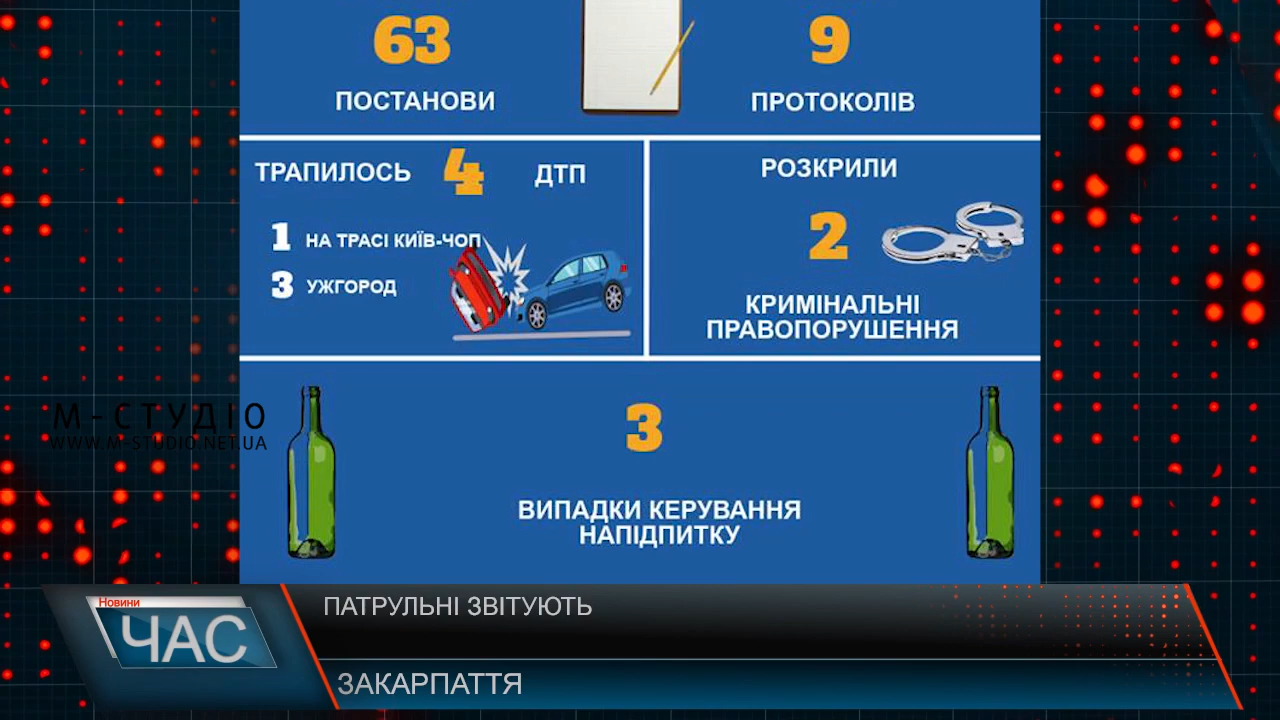 63
ПОСТАНОВИ
9
ПРОТОКОЛІВ
ТРАПИЛОСЬ 4 ДТП
1 НА ТРАСІ КИЇВ-ЧОП
3 УЖГОРОД
РОЗКРИЛИ
2
КРИМІНАЛЬНІ
ПРАВОПОРУШЕННЯ
3
ВИПАДКИ КЕРУВАННЯ
НАПІДПИТКУ
М-СТУДІО
WWW.M-STUDIO.NET.UA
Новини
ЧАС
ПАТРУЛЬНІ ЗВІТУЮТЬ
ЗАКАРПАТТЯ